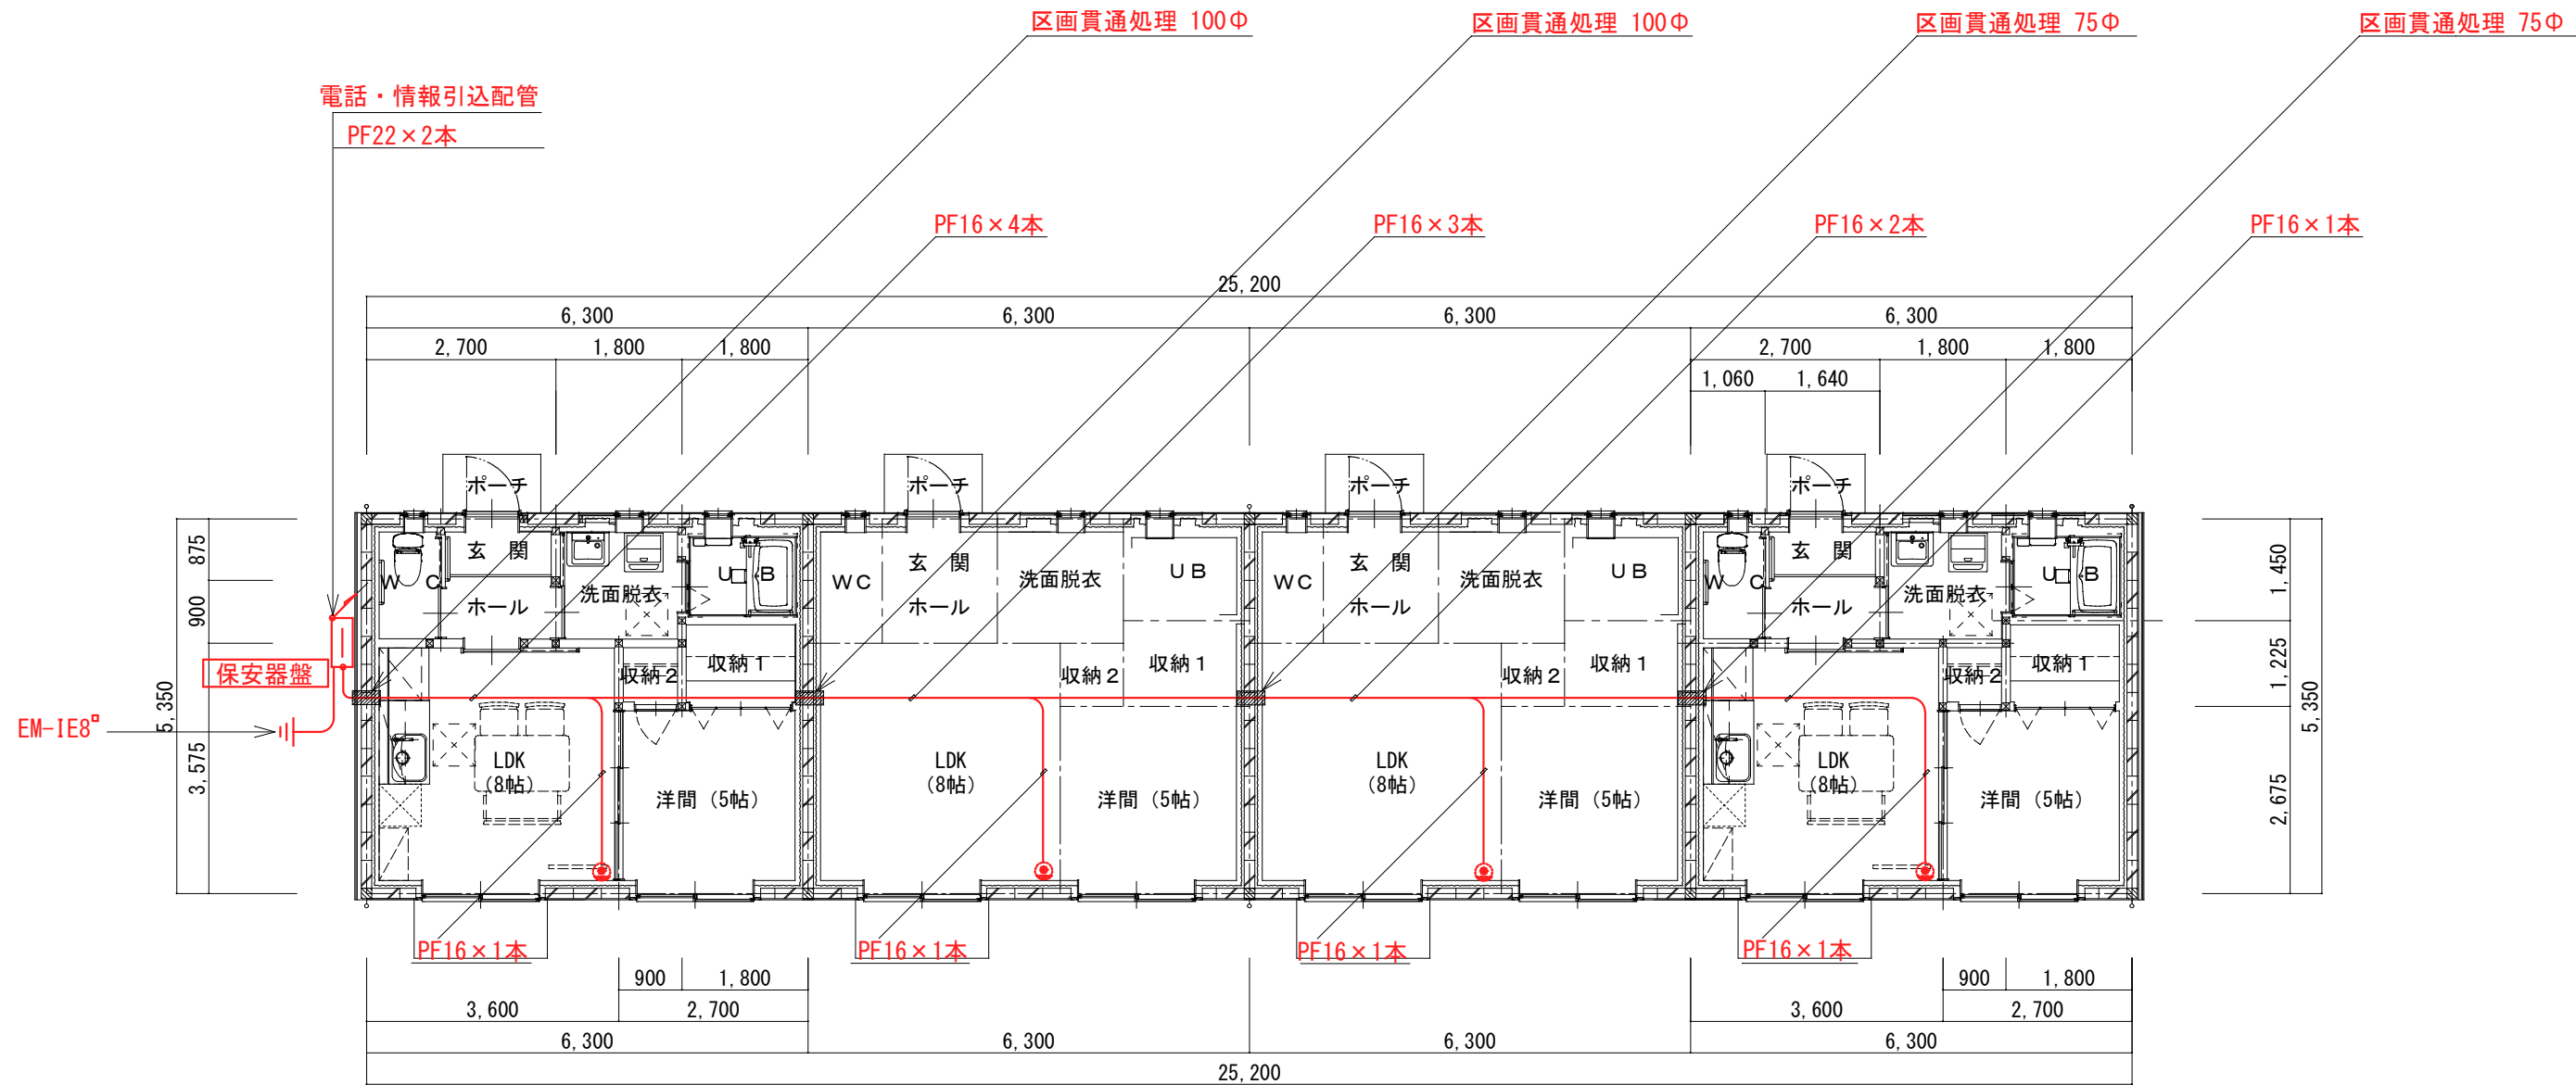 区画貫通処理 100Φ
区画貫通処理 100Φ
区画貫通処理 75Φ
区画貫通処理 75Φ
電話・情報引込配管
PF22×2本
PF16×4本
PF16×3本
PF16×2本
PF16×1本
25,200
6,300
6,300
6,300
6,300
2,700
1,800
1,800
2,700
1,800
1,800
1,060
1,640
ポーチ
ポーチ
ポーチ
ポーチ
875
900
3,575
5,350
玄 関
WC
ホール
洗面脱衣
UB
収納2
収納1
LDK
(8帖)
洋間(5帖)
玄 関
WC
ホール
洗面脱衣
UB
収納2
収納1
LDK
(8帖)
洋間(5帖)
玄 関
WC
ホール
洗面脱衣
UB
収納2
収納1
LDK
(8帖)
洋間(5帖)
玄 関
WC
ホール
洗面脱衣
UB
収納2
収納1
LDK
(8帖)
洋間(5帖)
1,450
1,225
2,675
5,350
保安器盤
EM-IE8□
PF16×1本
PF16×1本
PF16×1本
PF16×1本
900
1,800
900
1,800
3,600
2,700
3,600
2,700
6,300
6,300
6,300
6,300
25,200